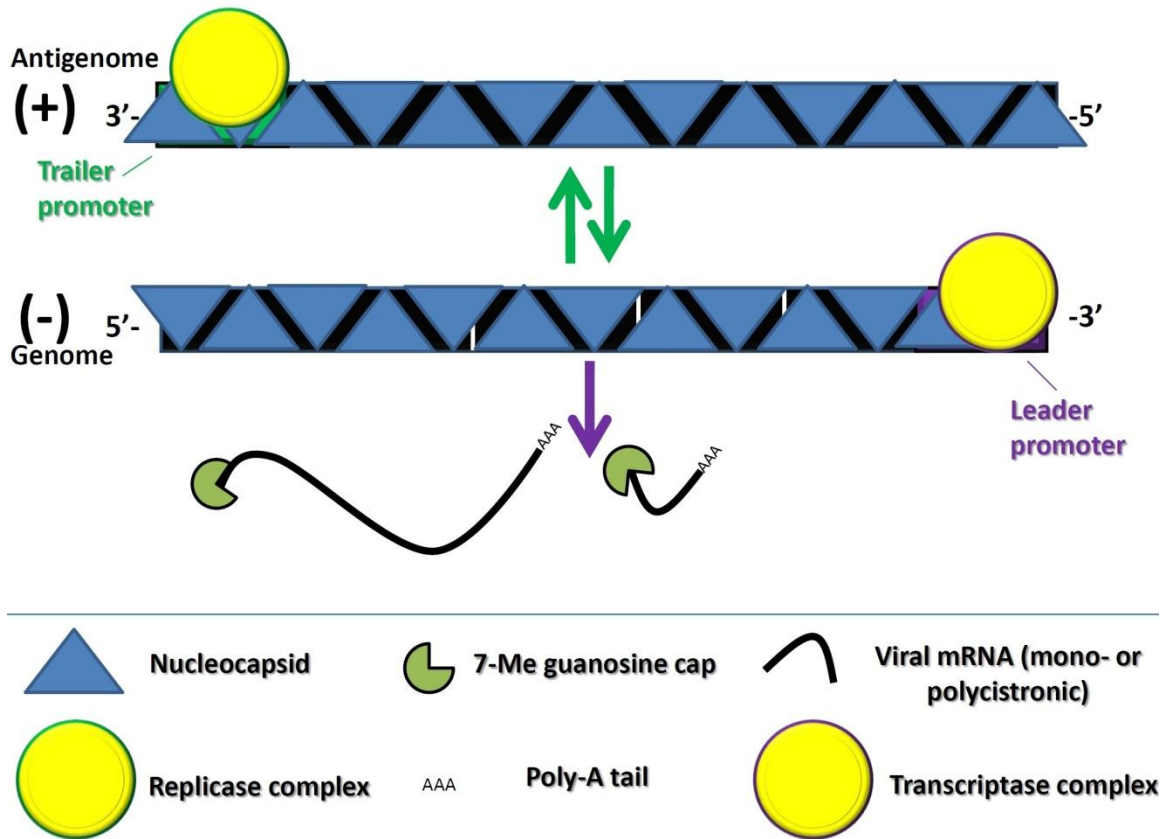 Antigenome
(+) 3’- -5’
Trailer
promoter
(-) 5’- -3’
Genome
Leader
promoter
AAA
AAA
Nucleocapsid
7-Me guanosine cap
Viral mRNA (mono- or
polycistronic)
Replicase complex
AAA
Poly-A tail
Transcriptase complex